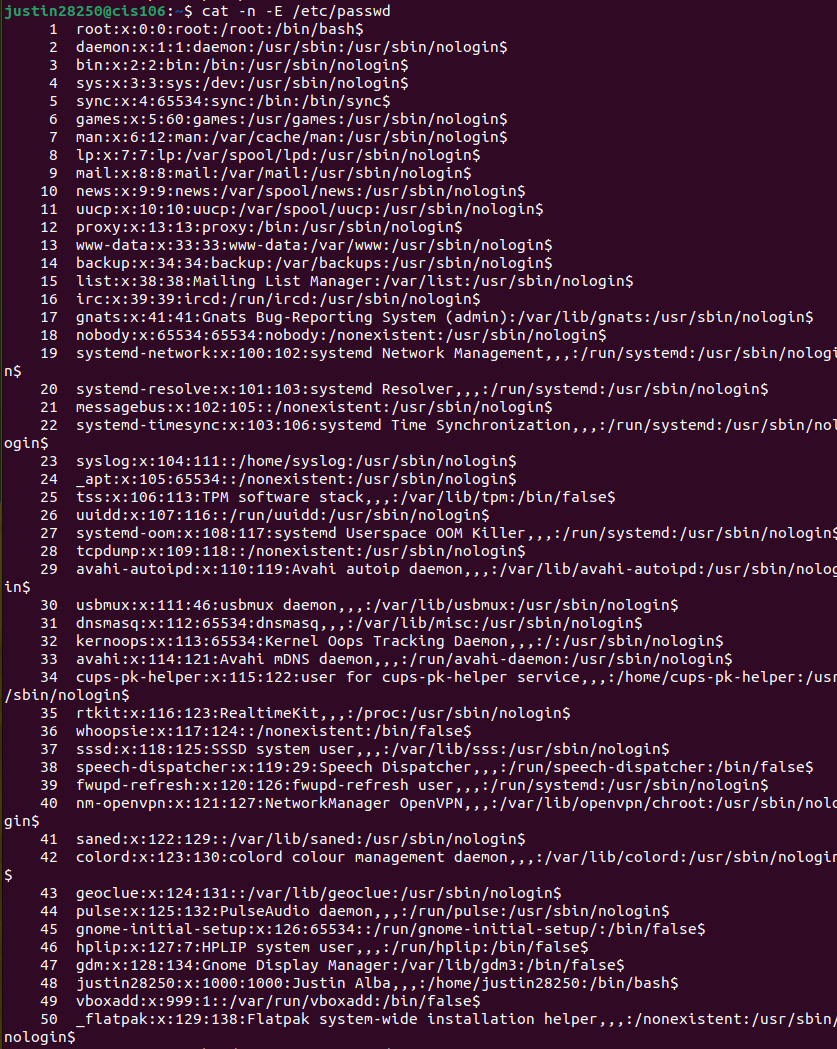 justin28250@cis106:~$ cat -n -E /etc/passwd
     1  root:x:0:0:root:/root:/bin/bash$
     2  daemon:x:1:1:daemon:/usr/sbin:/usr/sbin/nologin$
     3  bin:x:2:2:bin:/bin:/usr/sbin/nologin$
     4  sys:x:3:3:sys:/dev:/usr/sbin/nologin$
     5  sync:x:4:65534:sync:/bin:/bin/sync$
     6  games:x:5:60:games:/usr/games:/usr/sbin/nologin$
     7  man:x:6:12:man:/var/cache/man:/usr/sbin/nologin$
     8  lp:x:7:7:lp:/var/spool/lpd:/usr/sbin/nologin$
     9  mail:x:8:8:mail:/var/mail:/usr/sbin/nologin$
    10  news:x:9:9:news:/var/spool/news:/usr/sbin/nologin$
    11  uucp:x:10:10:uucp:/var/spool/uucp:/usr/sbin/nologin$
    12  proxy:x:13:13:proxy:/bin:/usr/sbin/nologin$
    13  www-data:x:33:33:www-data:/var/www:/usr/sbin/nologin$
    14  backup:x:34:34:backup:/var/backups:/usr/sbin/nologin$
    15  list:x:38:38:Mailing List Manager:/var/list:/usr/sbin/nologin$
    16  irc:x:39:39:ircd:/run/ircd:/usr/sbin/nologin$
    17  gnats:x:41:41:Gnats Bug-Reporting System (admin):/var/lib/gnats:/usr/sbin/nologin$
    18  nobody:x:65534:65534:nobody:/nonexistent:/usr/sbin/nologin$
    19  systemd-network:x:100:102:systemd Network Management,,,:/run/systemd:/usr/sbin/nologi
n$
    20  systemd-resolve:x:101:103:systemd Resolver,,,:/run/systemd:/usr/sbin/nologin$
    21  messagebus:x:102:105::/nonexistent:/usr/sbin/nologin$
    22  systemd-timesync:x:103:106:systemd Time Synchronization,,,:/run/systemd:/usr/sbin/nol
ogin$
    23  syslog:x:104:111::/home/syslog:/usr/sbin/nologin$
    24  _apt:x:105:65534::/nonexistent:/usr/sbin/nologin$
    25  tss:x:106:113:TPM software stack,,,:/var/lib/tpm:/bin/false$
    26  uuidd:x:107:116::/run/uuidd:/usr/sbin/nologin$
    27  systemd-oom:x:108:117:systemd Userspace OOM Killer,,,:/run/systemd:/usr/sbin/nologin$
    28  tcpdump:x:109:118::/nonexistent:/usr/sbin/nologin$
    29  avahi-autoipd:x:110:119:Avahi autoip daemon,,,:/var/lib/avahi-autoipd:/usr/sbin/nolog
in$
    30  usbmux:x:111:46:usbmux daemon,,,:/var/lib/usbmux:/usr/sbin/nologin$
    31  dnsmasq:x:112:65534:dnsmasq,,,:/var/lib/misc:/usr/sbin/nologin$
    32  kernoops:x:113:65534:Kernel Oops Tracking Daemon,,,:/:/usr/sbin/nologin$
    33  avahi:x:114:121:Avahi mDNS daemon,,,:/run/avahi-daemon:/usr/sbin/nologin$
    34  cups-pk-helper:x:115:122:user for cups-pk-helper service,,,:/home/cups-pk-helper:/usr
/sbin/nologin$
    35  rtkit:x:116:123:RealtimeKit,,,:/proc:/usr/sbin/nologin$
    36  whoopsie:x:117:124::/nonexistent:/bin/false$
    37  sssd:x:118:125:SSSD system user,,,:/var/lib/sss:/usr/sbin/nologin$
    38  speech-dispatcher:x:119:29:Speech Dispatcher,,,:/run/speech-dispatcher:/bin/false$
    39  fwupd-refresh:x:120:126:fwupd-refresh user,,,:/run/systemd:/usr/sbin/nologin$
    40  nm-openvpn:x:121:127:NetworkManager OpenVPN,,,:/var/lib/openvpn/chroot:/usr/sbin/nolo
gin$
    41  saned:x:122:129::/var/lib/saned:/usr/sbin/nologin$
    42  colord:x:123:130:colord colour management daemon,,,:/var/lib/colord:/usr/sbin/nologin
$
    43  geoclue:x:124:131::/var/lib/geoclue:/usr/sbin/nologin$
    44  pulse:x:125:132:PulseAudio daemon,,,:/run/pulse:/usr/sbin/nologin$
    45  gnome-initial-setup:x:126:65534::/run/gnome-initial-setup/:/bin/false$
    46  hplip:x:127:7:HPLIP system user,,,:/run/hplip:/bin/false$
    47  gdm:x:128:134:Gnome Display Manager:/var/lib/gdm3:/bin/false$
    48  justin28250:x:1000:1000:Justin Alba,,,:/home/justin28250:/bin/bash$
    49  vboxadd:x:999:1::/var/run/vboxadd:/bin/false$
    50  _flatpak:x:129:138:Flatpak system-wide installation helper,,,:/nonexistent:/usr/sbin/
nologin$